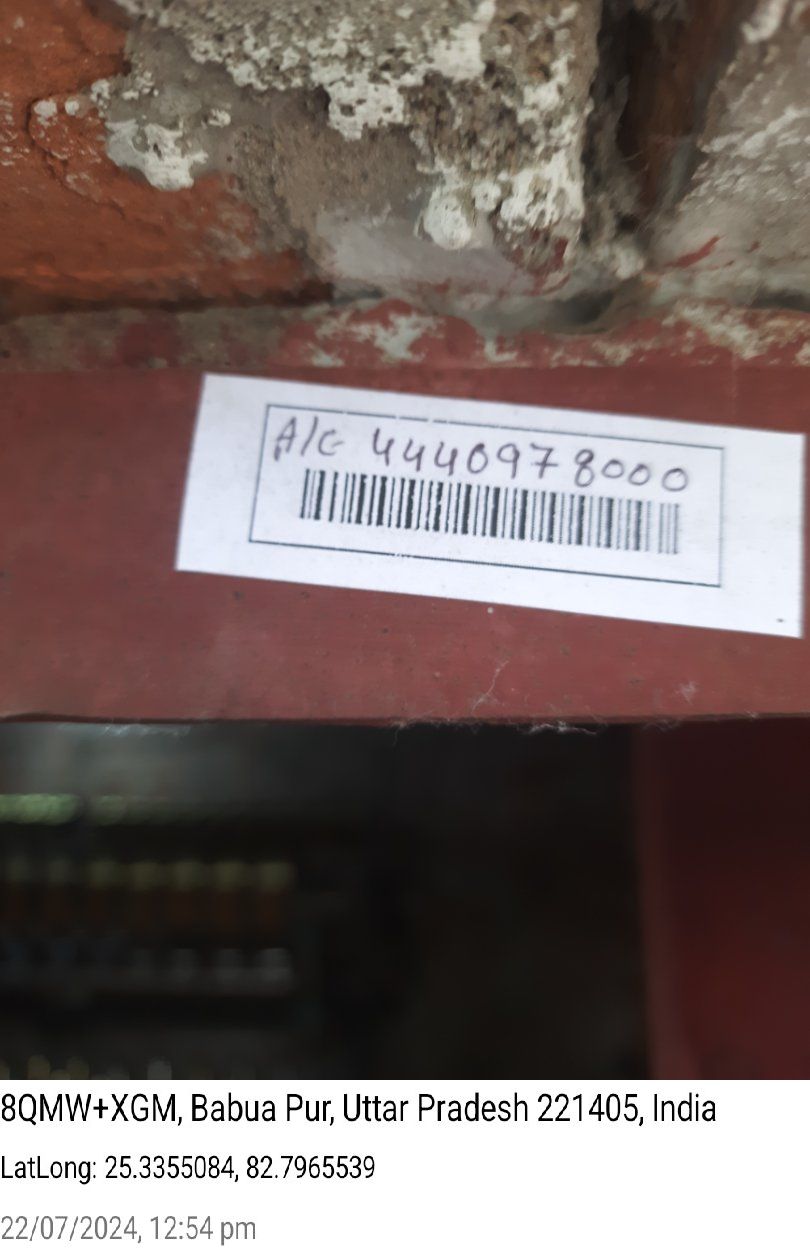 A/C 4440978000
8QMW+XGM, Babua Pur, Uttar Pradesh 221405, India
LatLong: 25.3355084, 82.7965539
22/07/2024, 12:54 pm